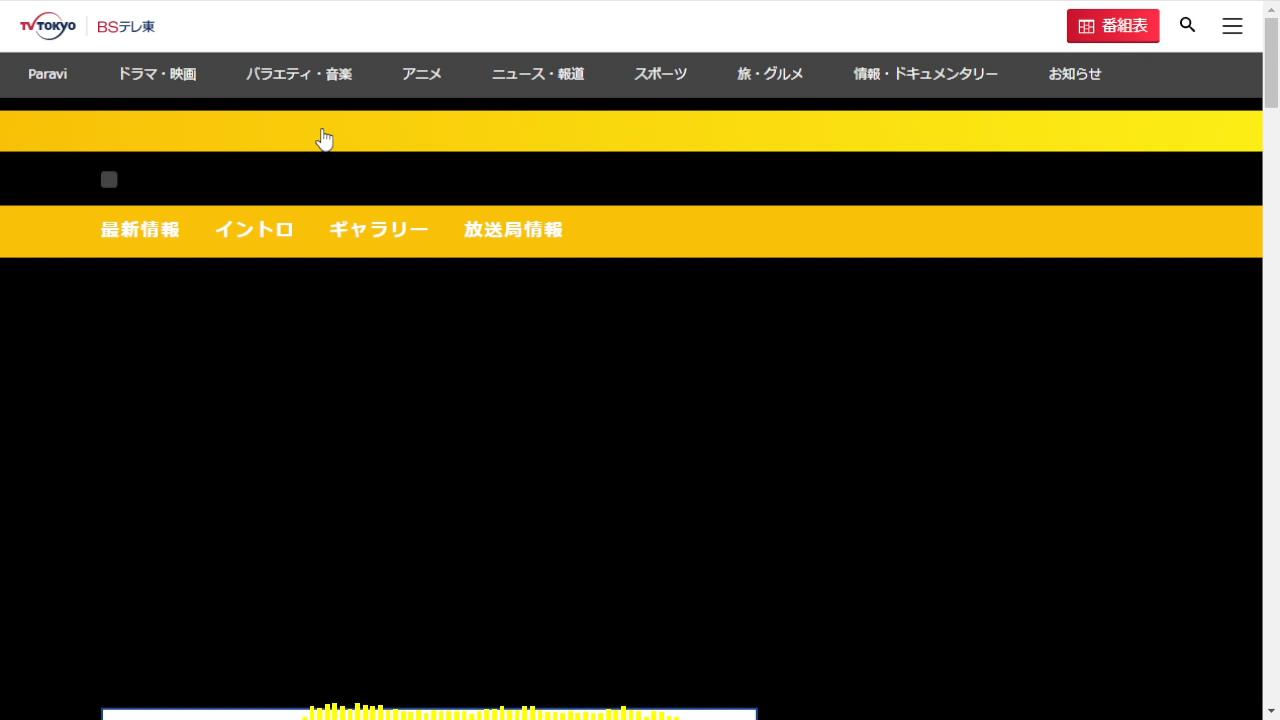 TVTOKYO BSテレ東 番組表
Paravi ドラマ・映画 バラエティ・音楽 アニメ ニュース・報道 スポーツ 旅・グルメ 情報・ドキュメンタリー お知らせ
最新情報 イントロ ギャラリー 放送局情報